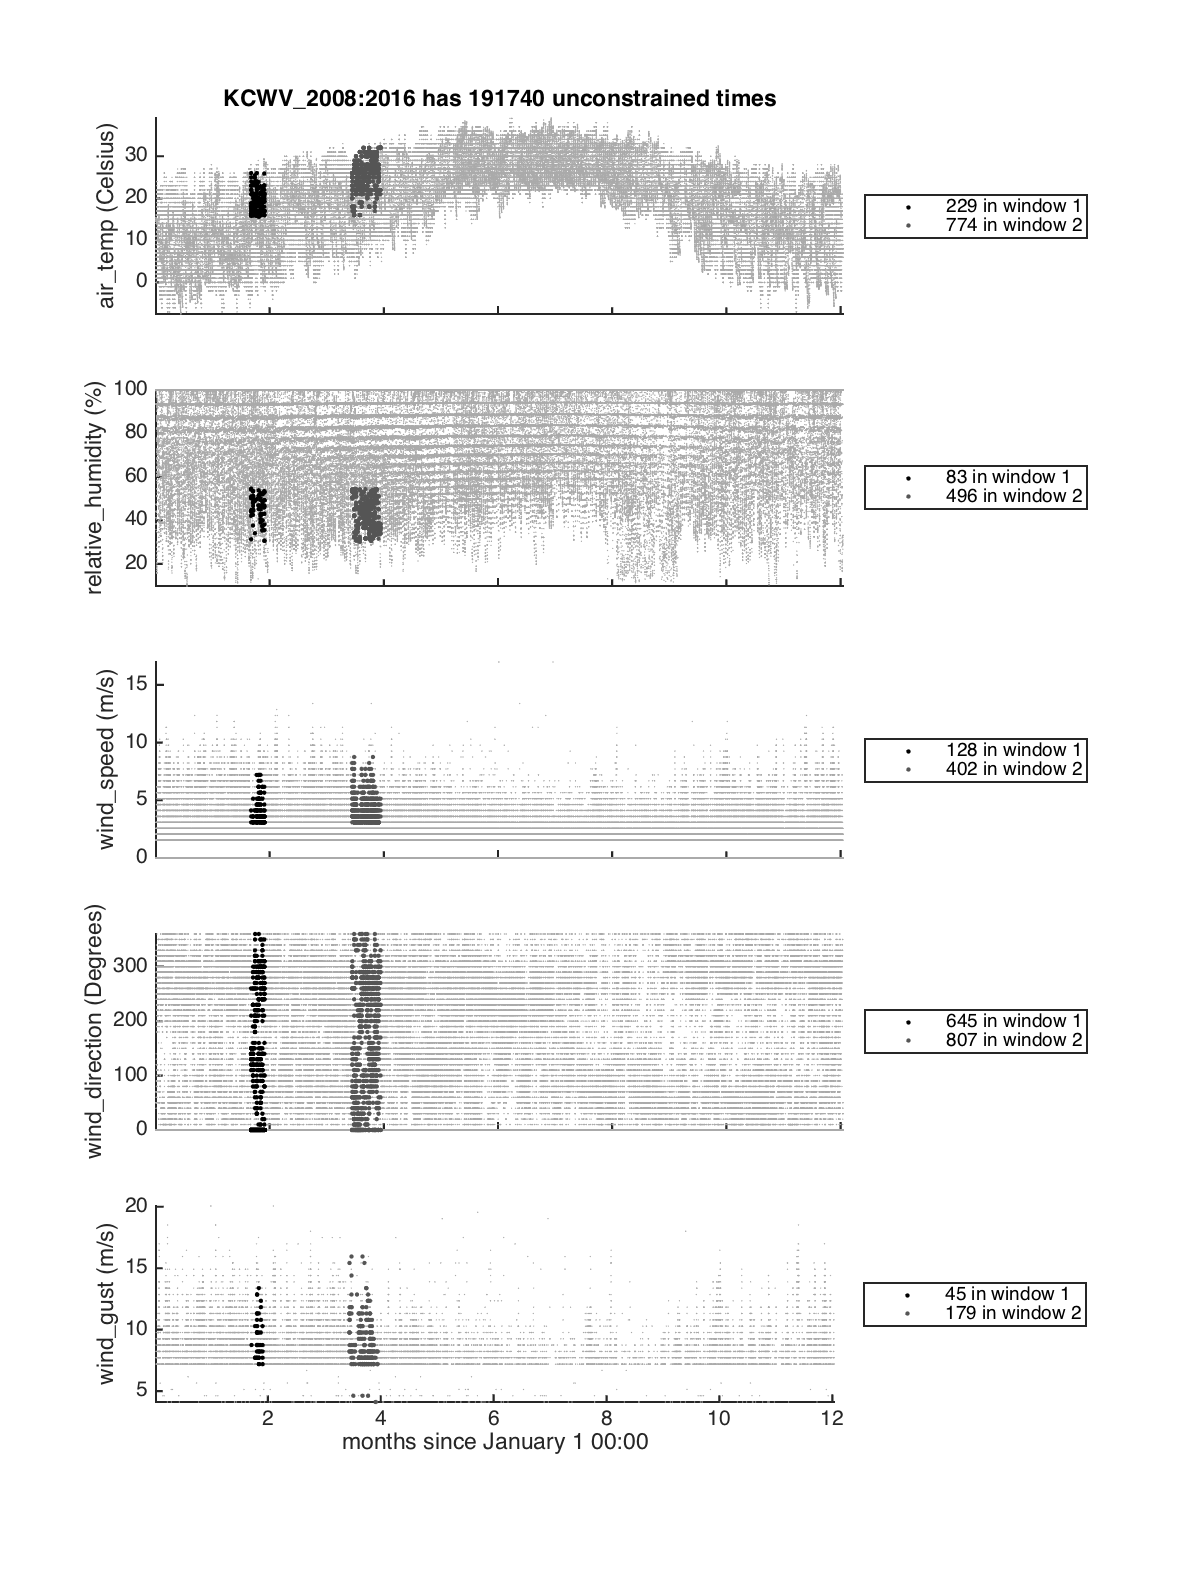 KCWV_2008:2016 has 191740 unconstrained times
air_temp (Celsius)
30
20
10
0
229 in window 1
774 in window 2
relative_humidity (%)
100
80
60
40
20
83 in window 1
496 in window 2
wind_speed (m/s)
15
10
5
0
128 in window 1
402 in window 2
wind_direction (Degrees)
300
200
100
0
645 in window 1
807 in window 2
wind_gust (m/s)
20
15
10
5
45 in window 1
179 in window 2
2 4 6 8 10 12
months since January 1 00:00